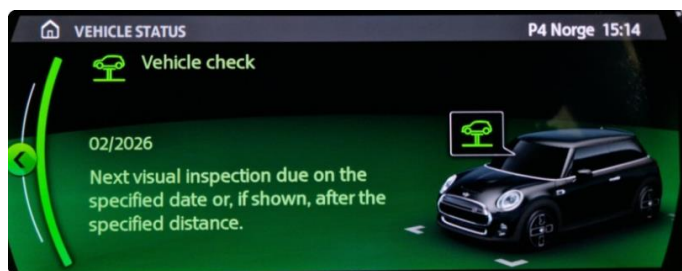 VEHICLE STATUS
P4 Norge 15:14
Vehicle check
02/2026
Next visual inspection due on the
specified date or, if shown, after the
specified distance.